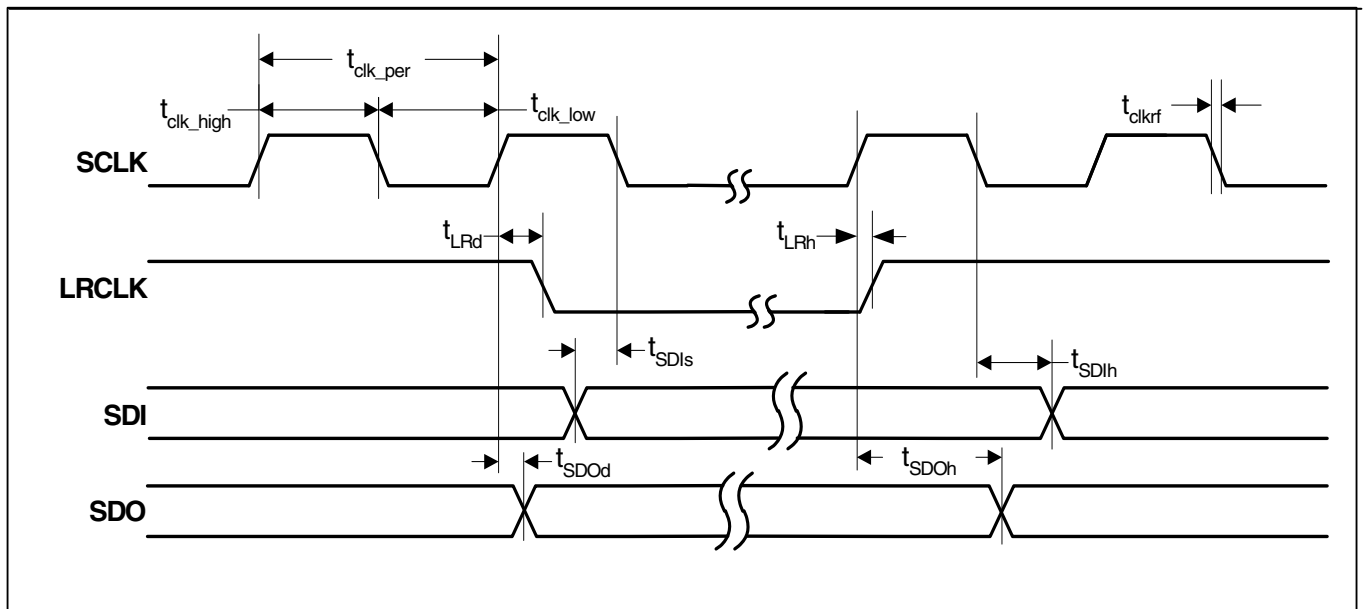 t_clk_per
t_clk_high t_clk_low t_clkrf
SCLK
t_LRd t_LRh
LRCLK
t_SDIs t_SDIh
SDI
t_SDOd t_SDOh
SDO